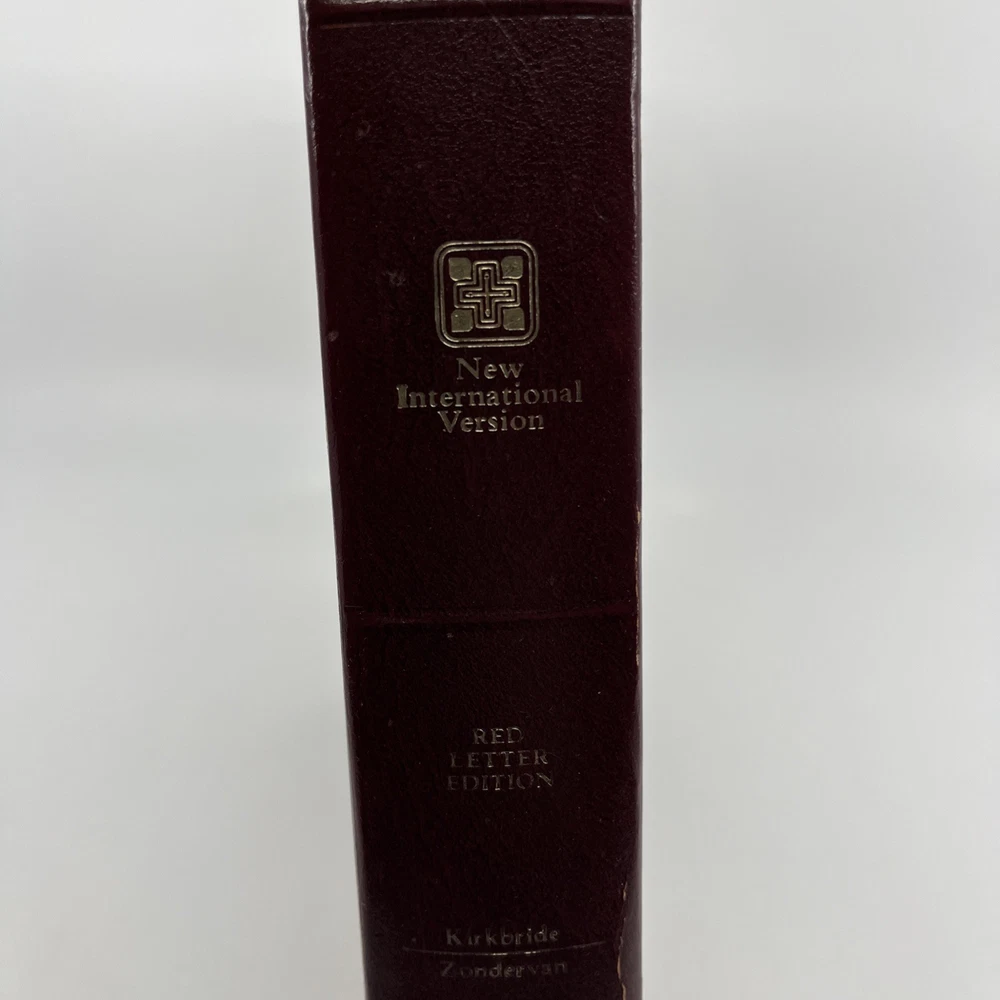 New
International
Version
RED
LETTER
EDITION
Kirkbride
Zondervan